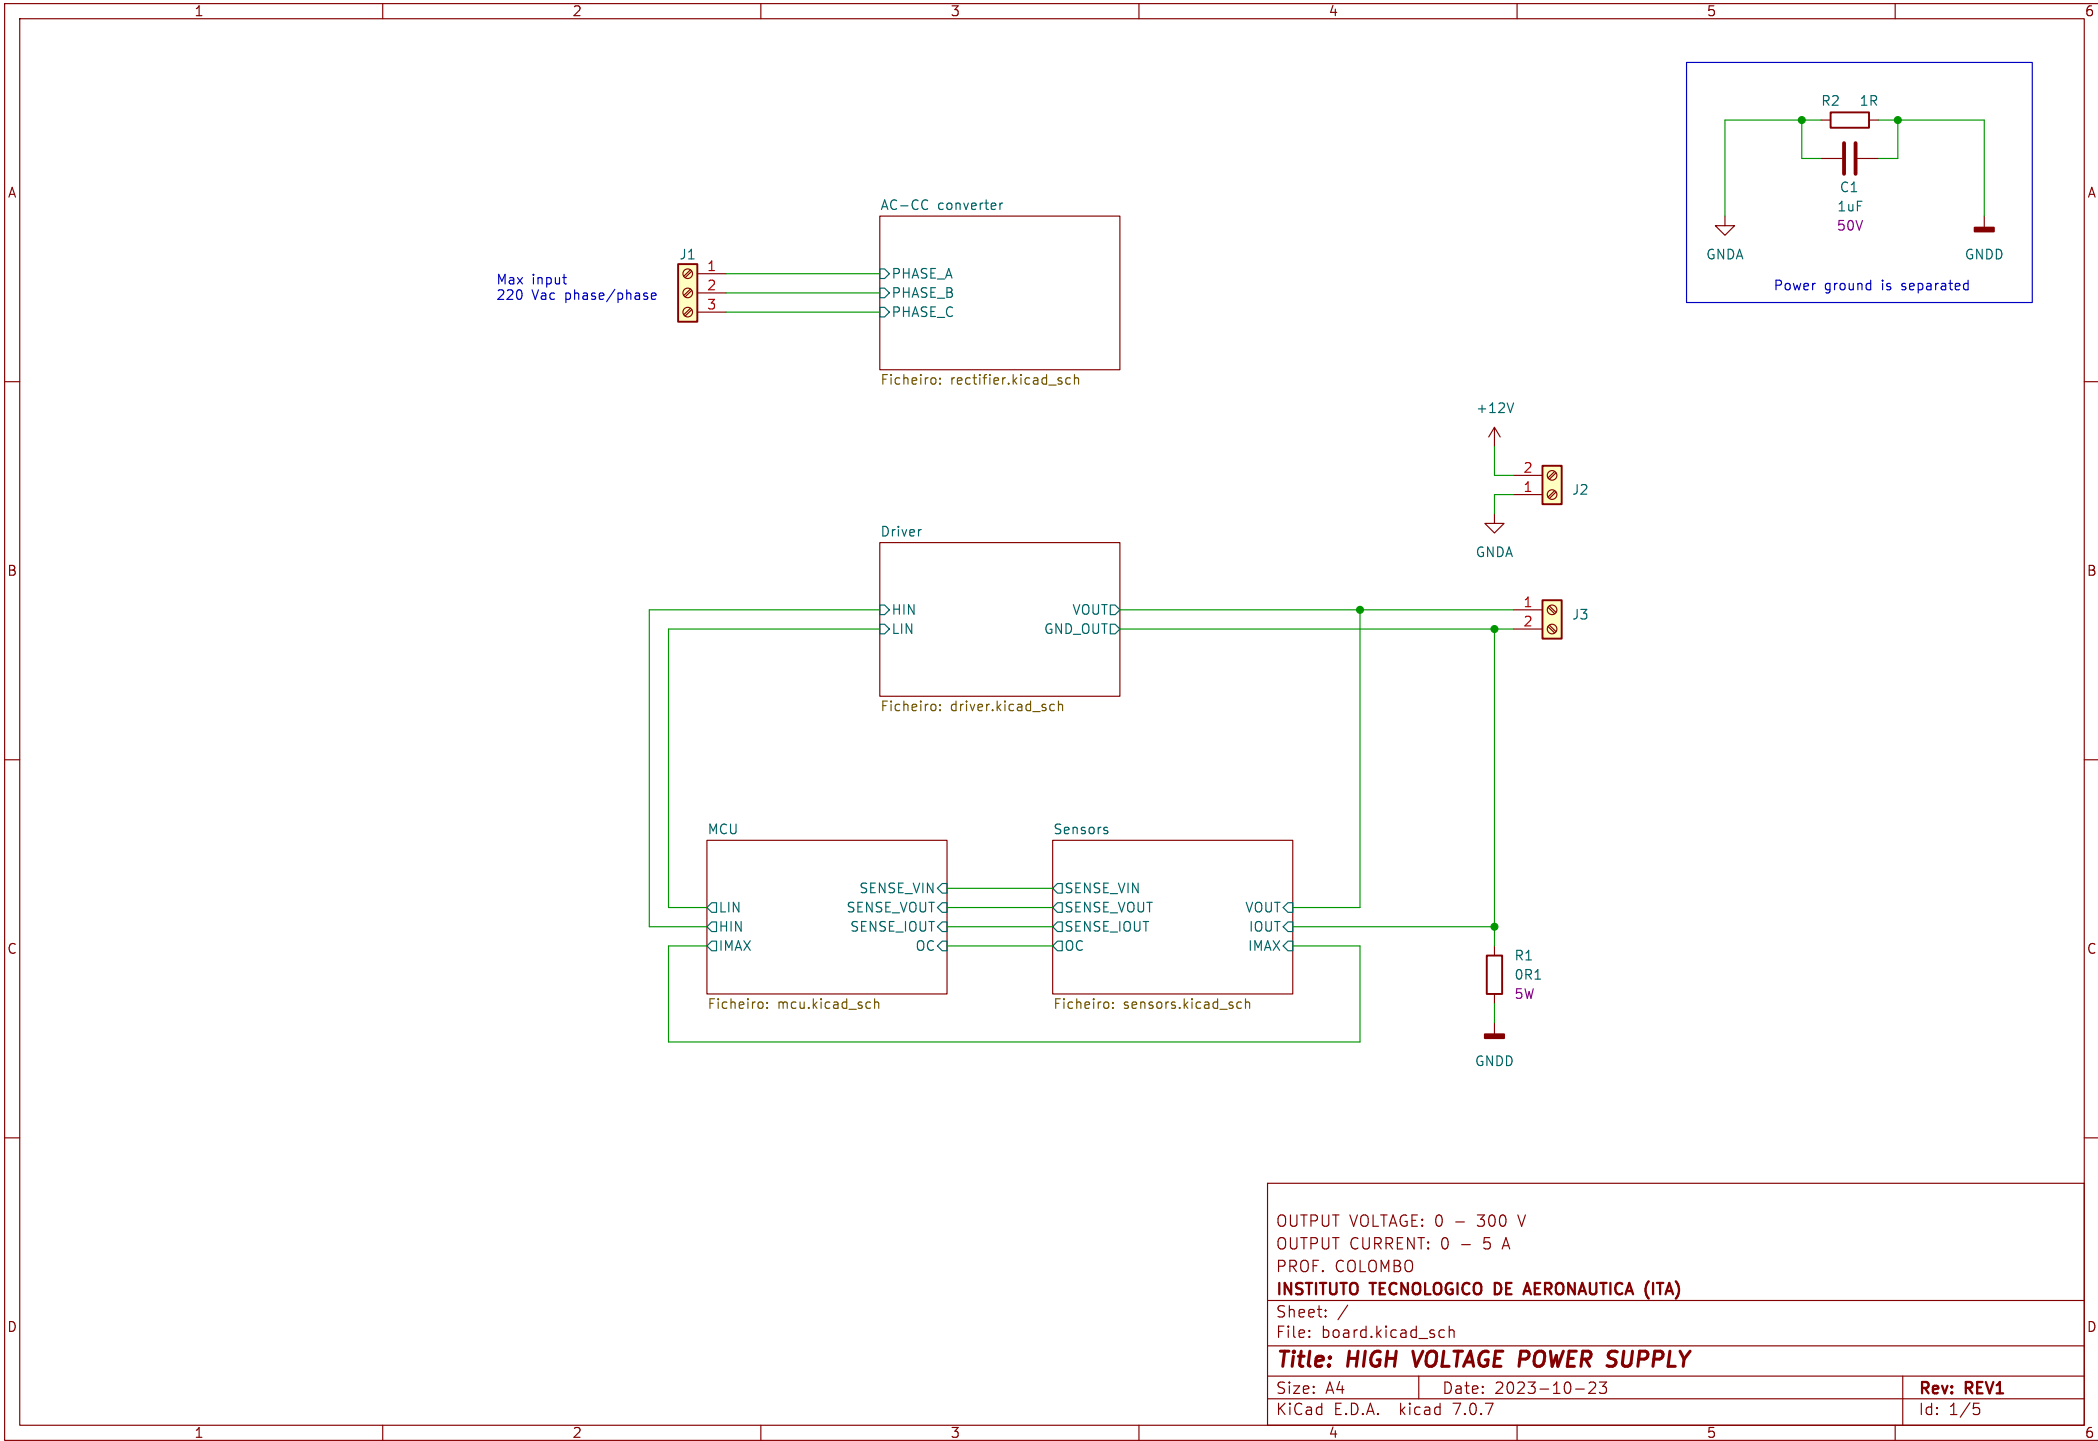 1 2 3 4 5 6
R2 1R
C1
1uF
50V
GNDA
GNDD
Power ground is separated
A A
AC-CC converter
J1
Max input
220 Vac phase/phase
1
2
3
PHASE_A
PHASE_B
PHASE_C
Ficheiro: rectifier.kicad_sch
+12V
2
1
J2
GNDA
Driver
B B
HIN
LIN
VOUT
GND_OUT
1
2
J3
Ficheiro: driver.kicad_sch
MCU
SENSE_VIN
SENSE_VOUT
SENSE_IOUT
OC
LIN
HIN
IMAX
Ficheiro: mcu.kicad_sch
Sensors
SENSE_VIN
SENSE_VOUT
SENSE_IOUT
OC
VOUT
IOUT
IMAX
Ficheiro: sensors.kicad_sch
C C
R1
0R1
5W
GNDD
OUTPUT VOLTAGE: 0 - 300 V
OUTPUT CURRENT: 0 - 5 A
PROF. COLOMBO
INSTITUTO TECNOLOGICO DE AERONAUTICA (ITA)
Sheet: /
File: board.kicad_sch
D D
Title: HIGH VOLTAGE POWER SUPPLY
Size: A4 Date: 2023-10-23 Rev: REV1
KiCad E.D.A. kicad 7.0.7 Id: 1/5
1 2 3 4 5 6